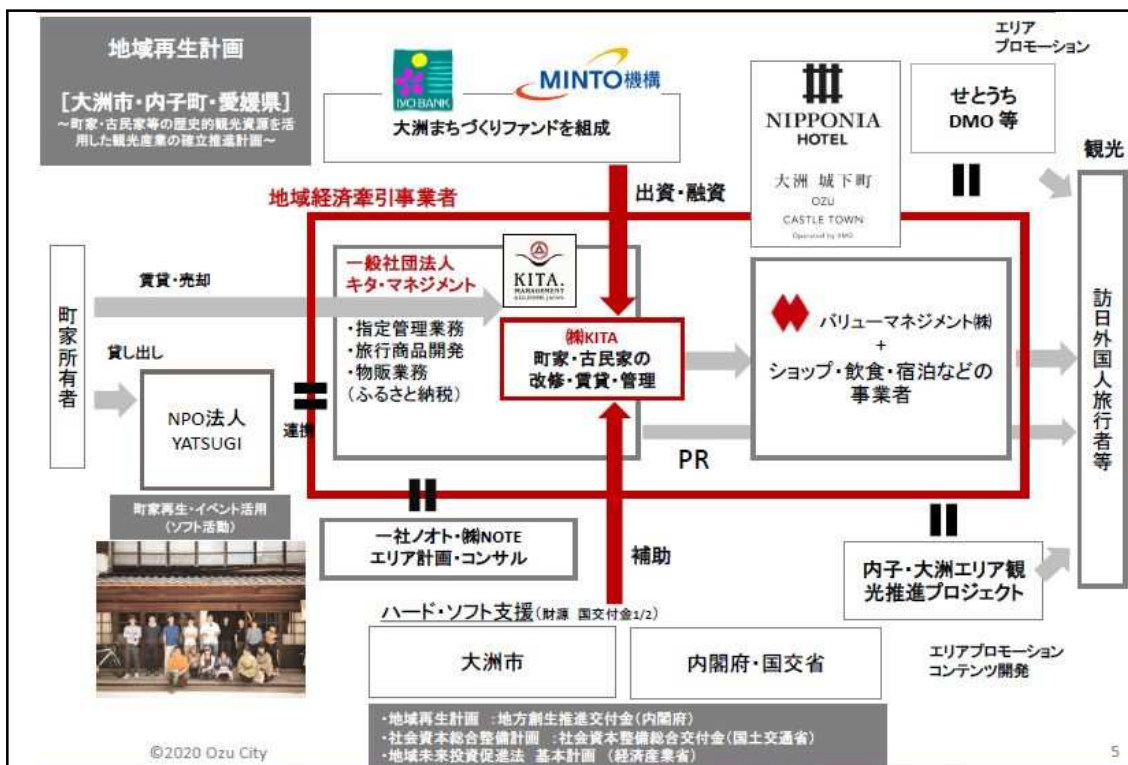 地域再生計画
[大洲市・内子町・愛媛県]
~町家・古民家等の歴史的観光資源を活
用した観光産業の確立推進計画~
IYO BANK
MINTO機構
大洲まちづくりファンドを組成
NIPPONIA
HOTEL
大洲 城下町
OZU
CASTLE TOWN
Operated by VMG
エリア
プロモーション
せとうち
DMO 等
観光
地域経済牽引事業者
出資・融資
町家所有者
賃貸・売却
貸し出し
一般社団法人
キタ・マネジメント
KITA.
MANAGEMENT
・指定管理業務
・旅行商品開発
・物販業務
(ふるさと納税)
㈱KITA
町家・古民家の
改修・賃貸・管理
バリューマネジメント㈱
+
ショップ・飲食・宿泊などの
事業者
訪日外国人旅行者等
NPO法人
YATSUGI
連携
PR
町家再生・イベント活用
(ソフト活動)
一社ノオト・㈱NOTE
エリア計画・コンサル
補助
内子・大洲エリア観
光推進プロジェクト
ハード・ソフト支援(財源 国交付金1/2)
大洲市
内閣府・国交省
エリアプロモーション
コンテンツ開発
・地域再生計画 :地方創生推進交付金(内閣府)
・社会資本総合整備計画 :社会資本整備総合交付金(国土交通省)
・地域未来投資促進法 基本計画 (経済産業省)
©2020 Ozu City
5